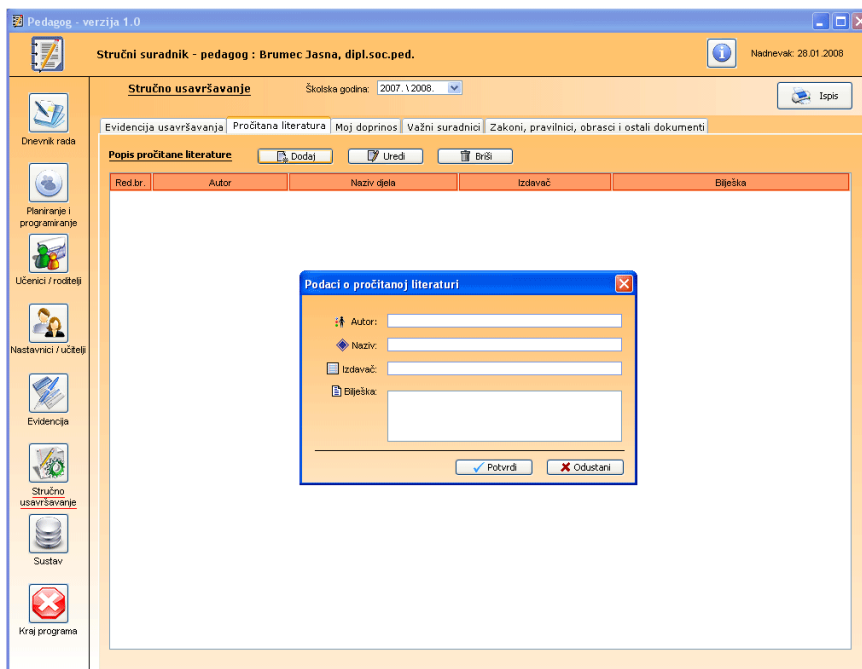 Pedagog - verzija 1.0
Stručni suradnik - pedagog : Brumec Jasna, dipl.soc.ped.
Nadnevak: 28.01.2008
Stručno usavršavanje
Školska godina: 2007. \ 2008.
Ispis
Evidencija usavršavanja Pročitana literatura Moj doprinos Važni suradnici Zakoni, pravilnici, obrasci i ostali dokumenti
Popis pročitane literature Dodaj Uredi Briši
Red.br. Autor Naziv djela Izdavač Bilješka
Dnevnik rada
Planiranje i
programiranje
Učenici / roditelji
Nastavnici / učitelji
Evidencija
Stručno
usavršavanje
Sustav
Kraj programa
Podaci o pročitanoj literaturi
Autor:
Naziv:
Izdavač:
Bilješka:
Potvrdi Odustani